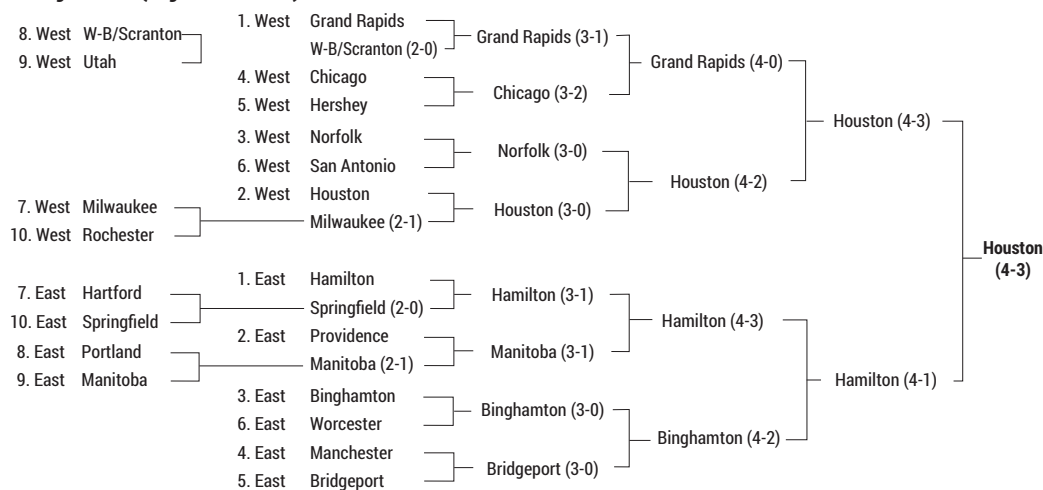 1. West Grand Rapids
8. West W-B/Scranton
W-B/Scranton (2-0)
Grand Rapids (3-1)
9. West Utah
Grand Rapids (4-0)
4. West Chicago
Chicago (3-2)
5. West Hershey
Houston (4-3)
3. West Norfolk
Norfolk (3-0)
6. West San Antonio
Houston (4-2)
2. West Houston
7. West Milwaukee
Houston (3-0)
Milwaukee (2-1)
10. West Rochester
Houston
(4-3)
1. East Hamilton
7. East Hartford
Hamilton (3-1)
Springfield (2-0)
10. East Springfield
Hamilton (4-3)
2. East Providence
8. East Portland
Manitoba (3-1)
Manitoba (2-1)
9. East Manitoba
Hamilton (4-1)
3. East Binghamton
Binghamton (3-0)
6. East Worcester
Binghamton (4-2)
4. East Manchester
Bridgeport (3-0)
5. East Bridgeport